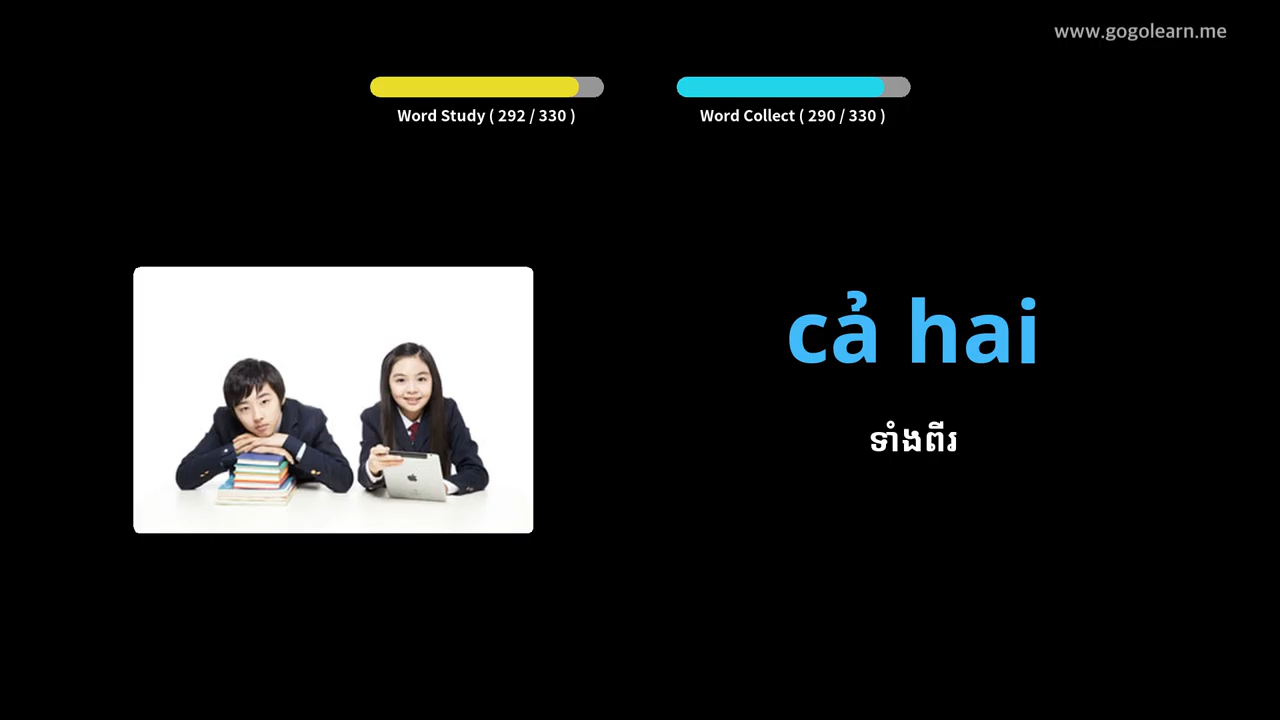 www.gogolearn.me
Word Study ( 292 / 330 )
Word Collect ( 290 / 330 )
cả hai
ទាំងពីរ